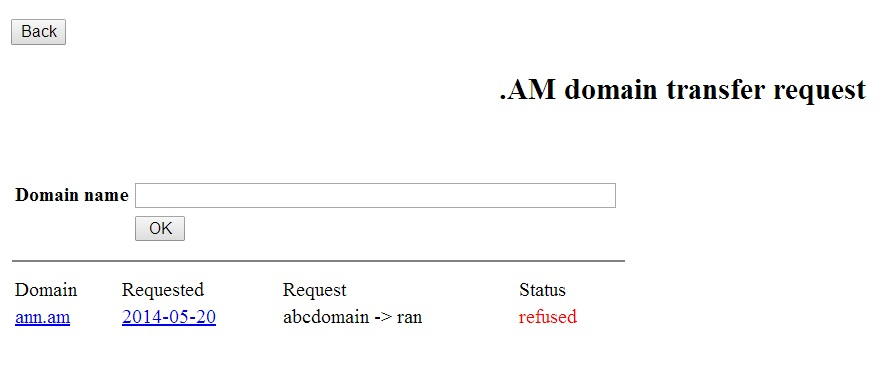 Back
.AM domain transfer request
Domain name
OK
Domain Requested Request Status
ann.am 2014-05-20 abcdomain -> ran refused